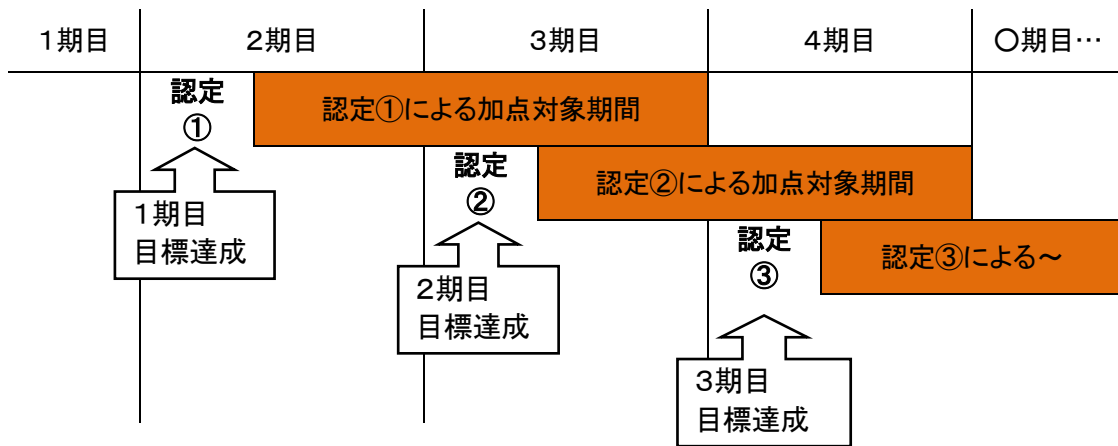 1期目
2期目
3期目
4期目
〇期目…
認定
①
認定①による加点対象期間
1期目
目標達成
認定
②
認定②による加点対象期間
2期目
目標達成
認定
③
認定③による～
3期目
目標達成